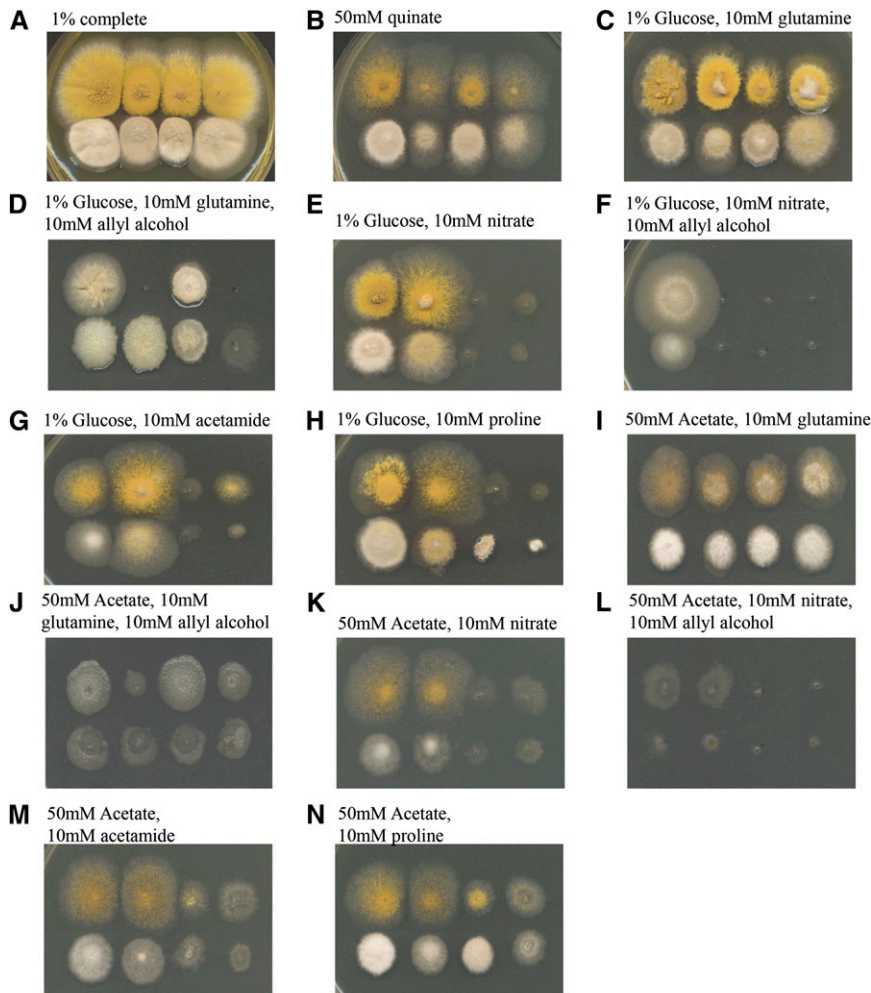 A 1% complete
B 50mM quinate
C 1% Glucose, 10mM glutamine
D 1% Glucose, 10mM glutamine,
10mM allyl alcohol
E 1% Glucose, 10mM nitrate
F 1% Glucose, 10mM nitrate,
10mM allyl alcohol
G 1% Glucose, 10mM acetamide
H 1% Glucose, 10mM proline
I 50mM Acetate, 10mM glutamine
J 50mM Acetate, 10mM
glutamine, 10mM allyl alcohol
K 50mM Acetate, 10mM nitrate
L 50mM Acetate, 10mM nitrate,
10mM allyl alcohol
M 50mM Acetate,
10mM acetamide
N 50mM Acetate,
10mM proline